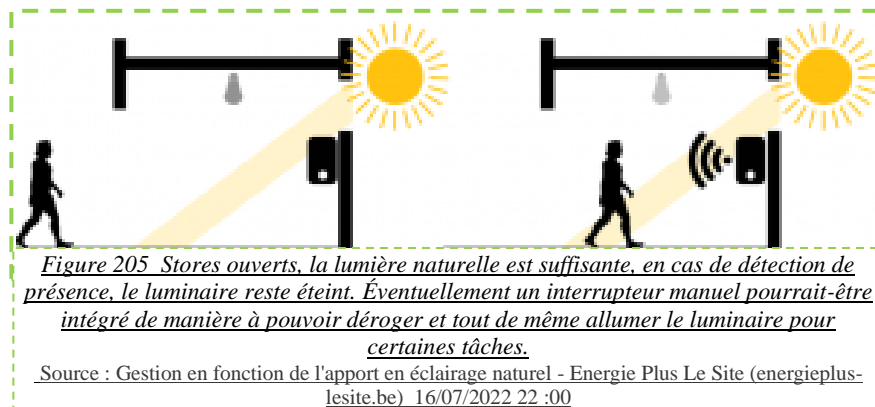 Figure 205 Stores ouverts, la lumière naturelle est suffisante, en cas de détection de
présence, le luminaire reste éteint. Éventuellement un interrupteur manuel pourrait-être
intégré de manière à pouvoir déroger et tout de même allumer le luminaire pour
certaines tâches.
Source : Gestion en fonction de l'apport en éclairage naturel - Energie Plus Le Site (energieplus-
lesite.be) 16/07/2022 22 :00